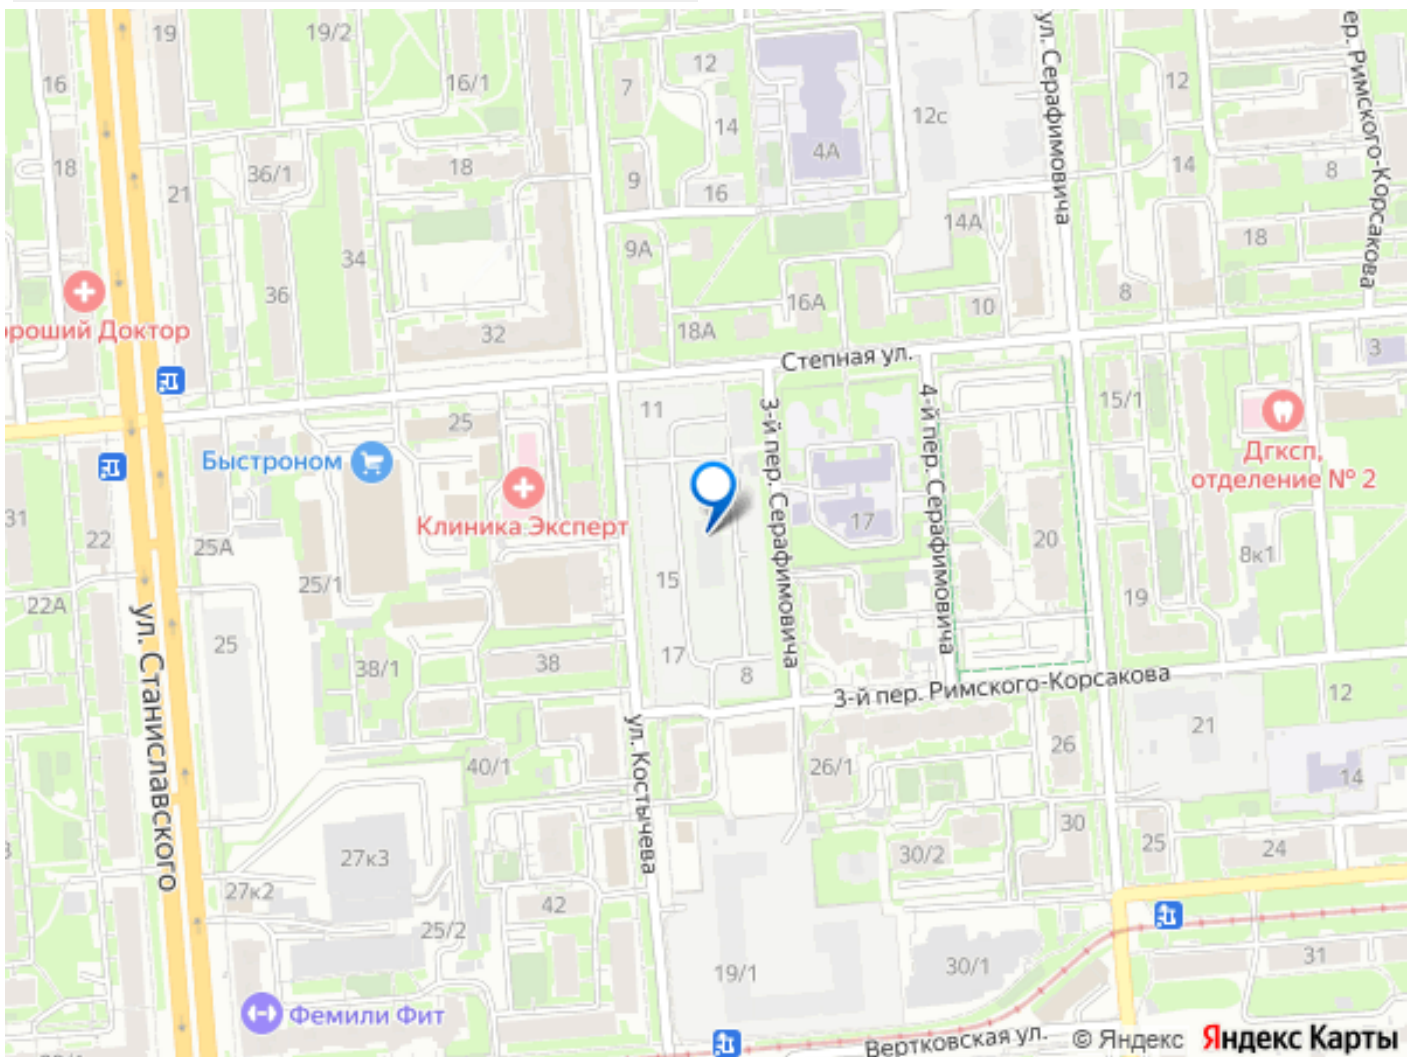 19
19/2
16
16/1
12
7
14
12с
4А
ул. Серафимовича
12
ер. Римского-Корсакова
18
21
36/1
18
9
16
14
8
34
9А
14А
18
36
16А
10
8
ороший Доктор
32
18А
Степная ул.
3
11
3-й пер. Серафимовича
4-й пер. Серафимовича
15/1
25
Быстроном
Дгксп,
отделение № 2
31
22
25А
Клиника Эксперт
17
20
8к1
25/1
15
22А
19
ул. Станиславского
25
38/1
38
17
8
3-й пер. Римского-Корсакова
12
21
ул. Костычева
40/1
26/1
26
14
27к3
30/2
30
25
24
27к2
42
25/2
19/1
30/1
31
Фемили Фит
Вертковская ул.
© Яндекс
Яндекс Карты